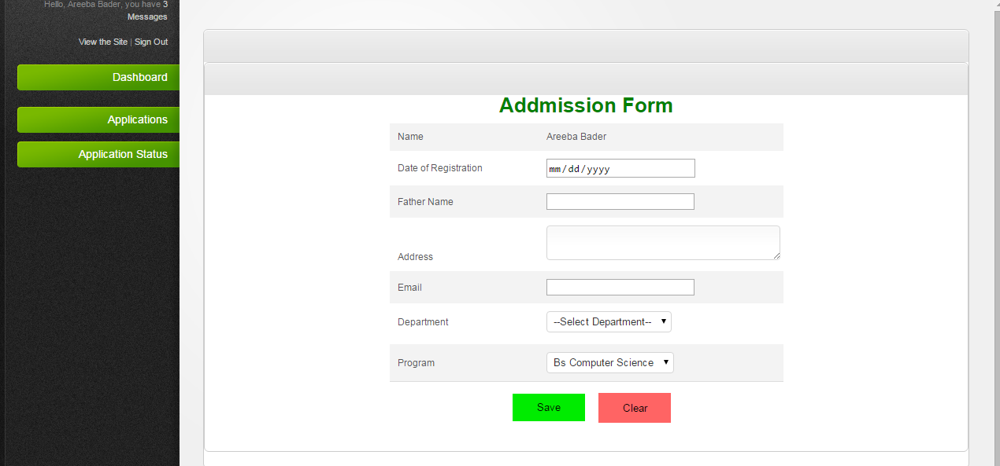 Hello, Areeba Bader, you have 3
Messages
View the Site | Sign Out
Dashboard
Applications
Application Status
Addmission Form
Name Areeba Bader
Date of Registration mm/dd/yyyy
Father Name
Address
Email
Department --Select Department--
Program Bs Computer Science
Save Clear